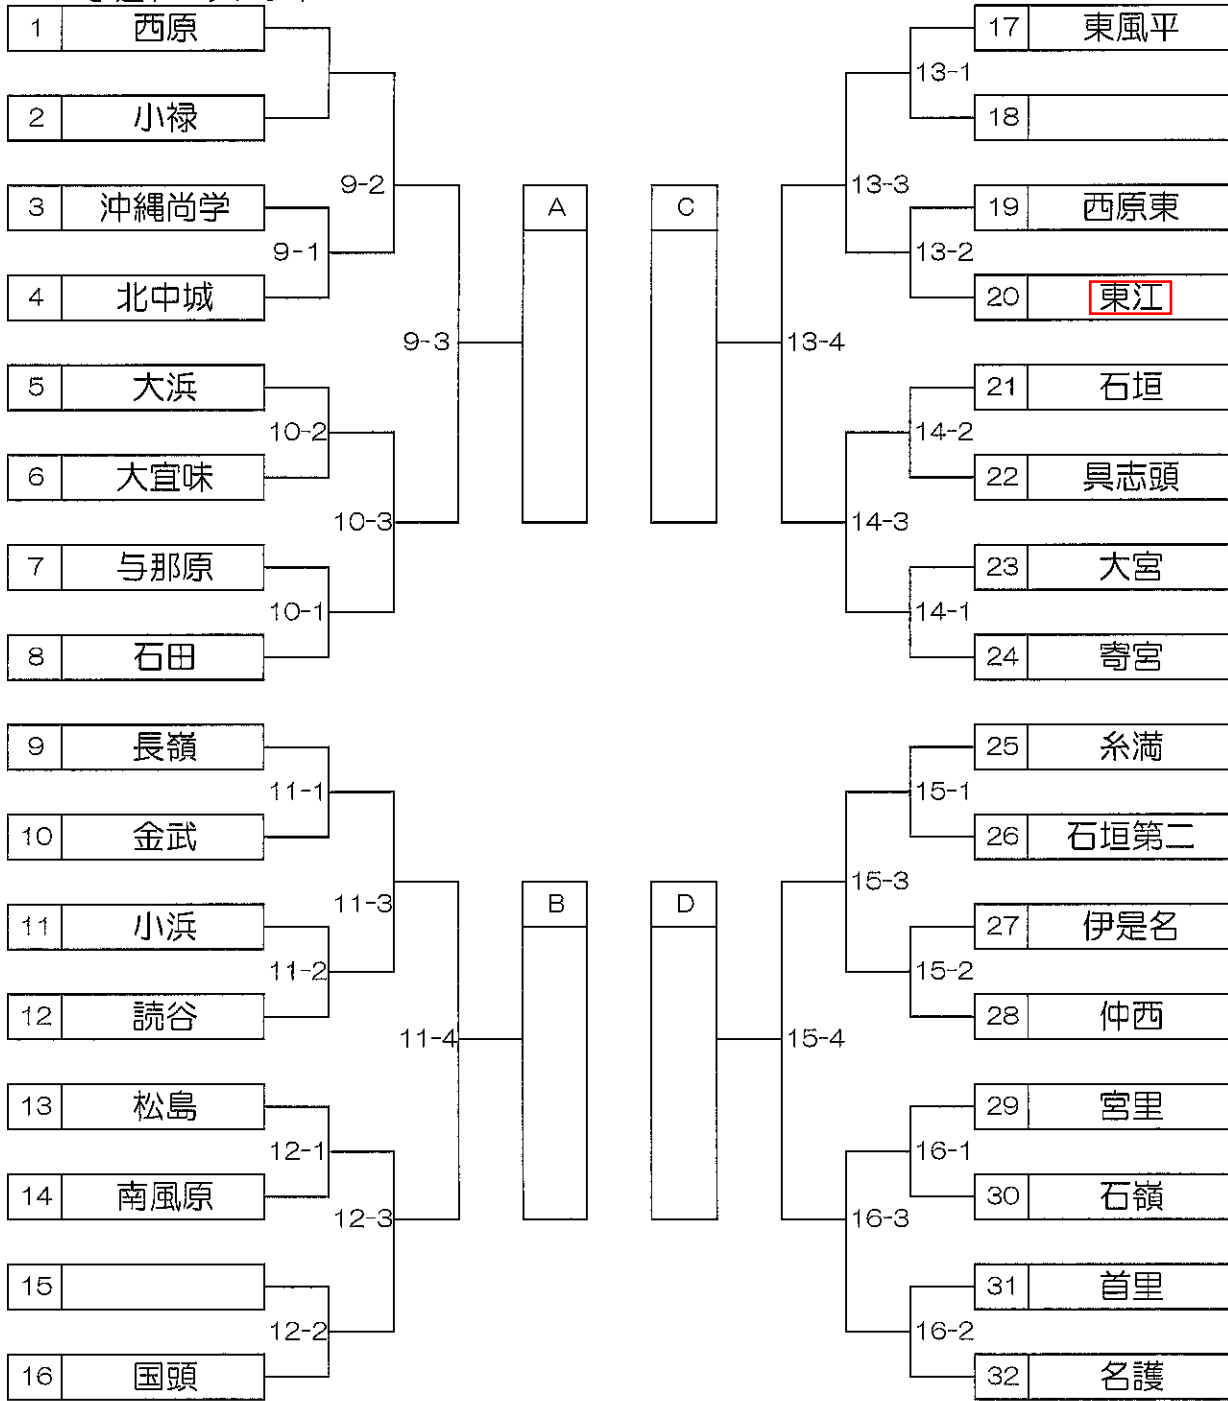 1 西原
2 小禄
9-2
3 沖縄尚学
9-1
4 北中城
9-3
5 大浜
10-2
6 大宜味
10-3
7 与那原
10-1
8 石田
A
9 長嶺
11-1
10 金武
11-3
11 小浜
11-2
12 読谷
11-4
13 松島
12-1
14 南風原
12-3
15
12-2
16 国頭
B
C
17 東風平
13-1
18
13-3
19 西原東
13-2
20 東江
13-4
21 石垣
14-2
22 具志頭
14-3
23 大宮
14-1
24 寄宮
D
25 糸満
15-1
26 石垣第二
15-3
27 伊是名
15-2
28 仲西
15-4
29 宮里
16-1
30 石嶺
16-3
31 首里
16-2
32 名護